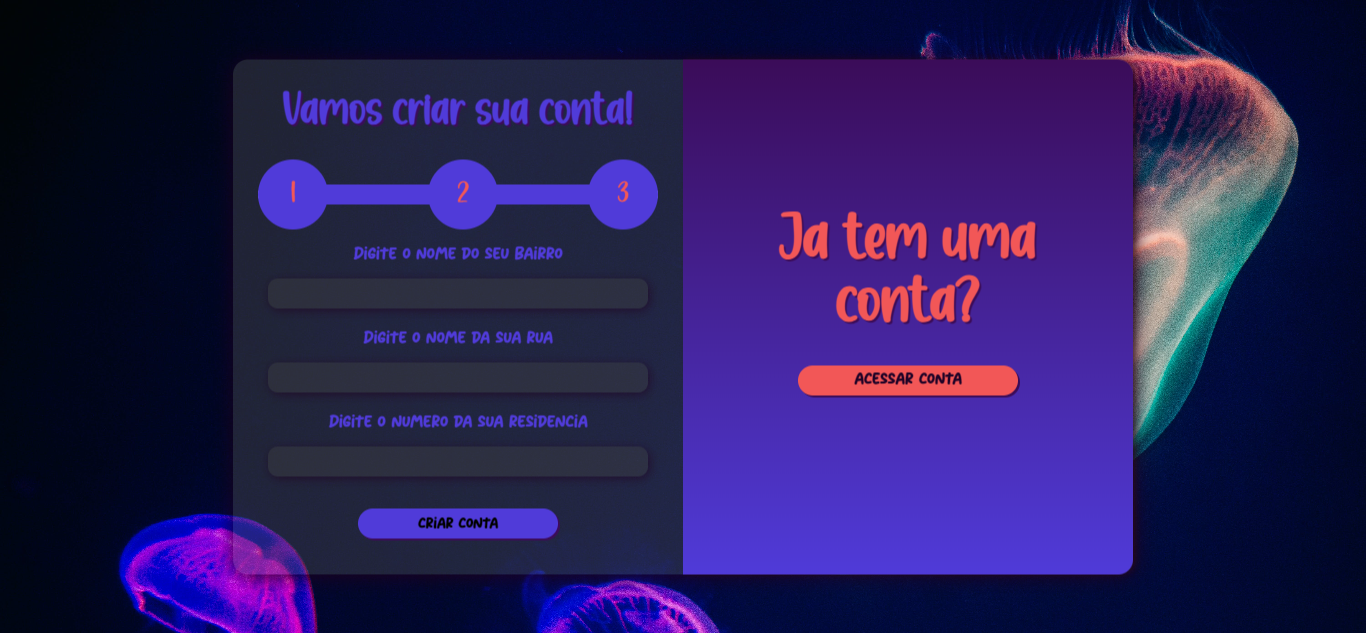 Vamos criar sua conta!
1 2 3
DIGITE O NOME DO SEU BAIRRO
DIGITE O NOME DA SUA RUA
DIGITE O NUMERO DA SUA RESIDENCIA
CRIAR CONTA
Ja tem uma
conta?
ACESSAR CONTA